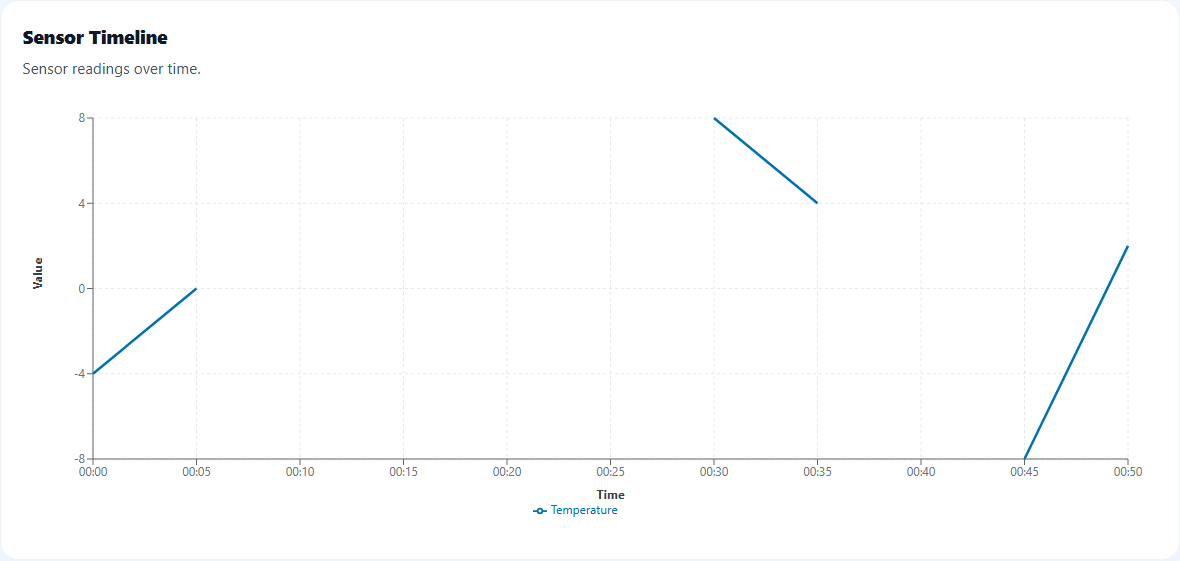 Sensor Timeline
Sensor readings over time.
8
4
0
-4
-8
Value
00:00 00:05 00:10 00:15 00:20 00:25 00:30 00:35 00:40 00:45 00:50
Time
Temperature